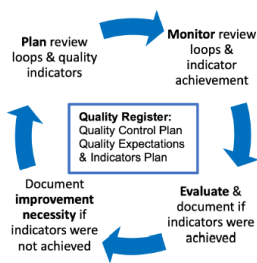 Plan review
loops & quality
indicators
Monitor review
loops &
indicator
achievement
Quality Register:
Quality Control Plan
Quality Expectations
& Indicators Plan
Evaluate &
document if
indicators were
achieved
Document
improvement
necessity if
indicators were
not achieved